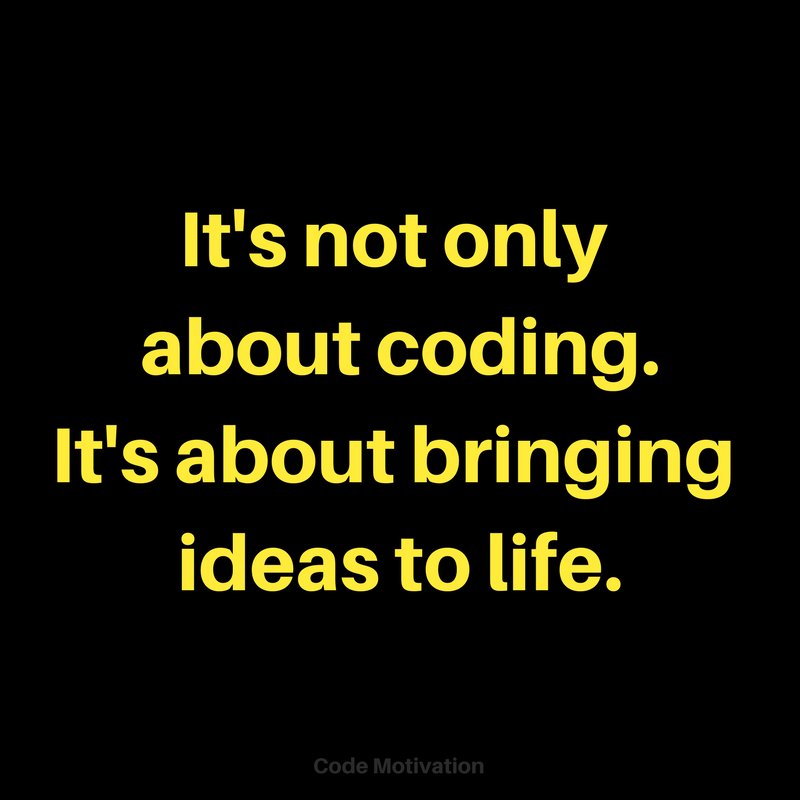 It's not only
about coding.
It's about bringing
ideas to life.
Code Motivation